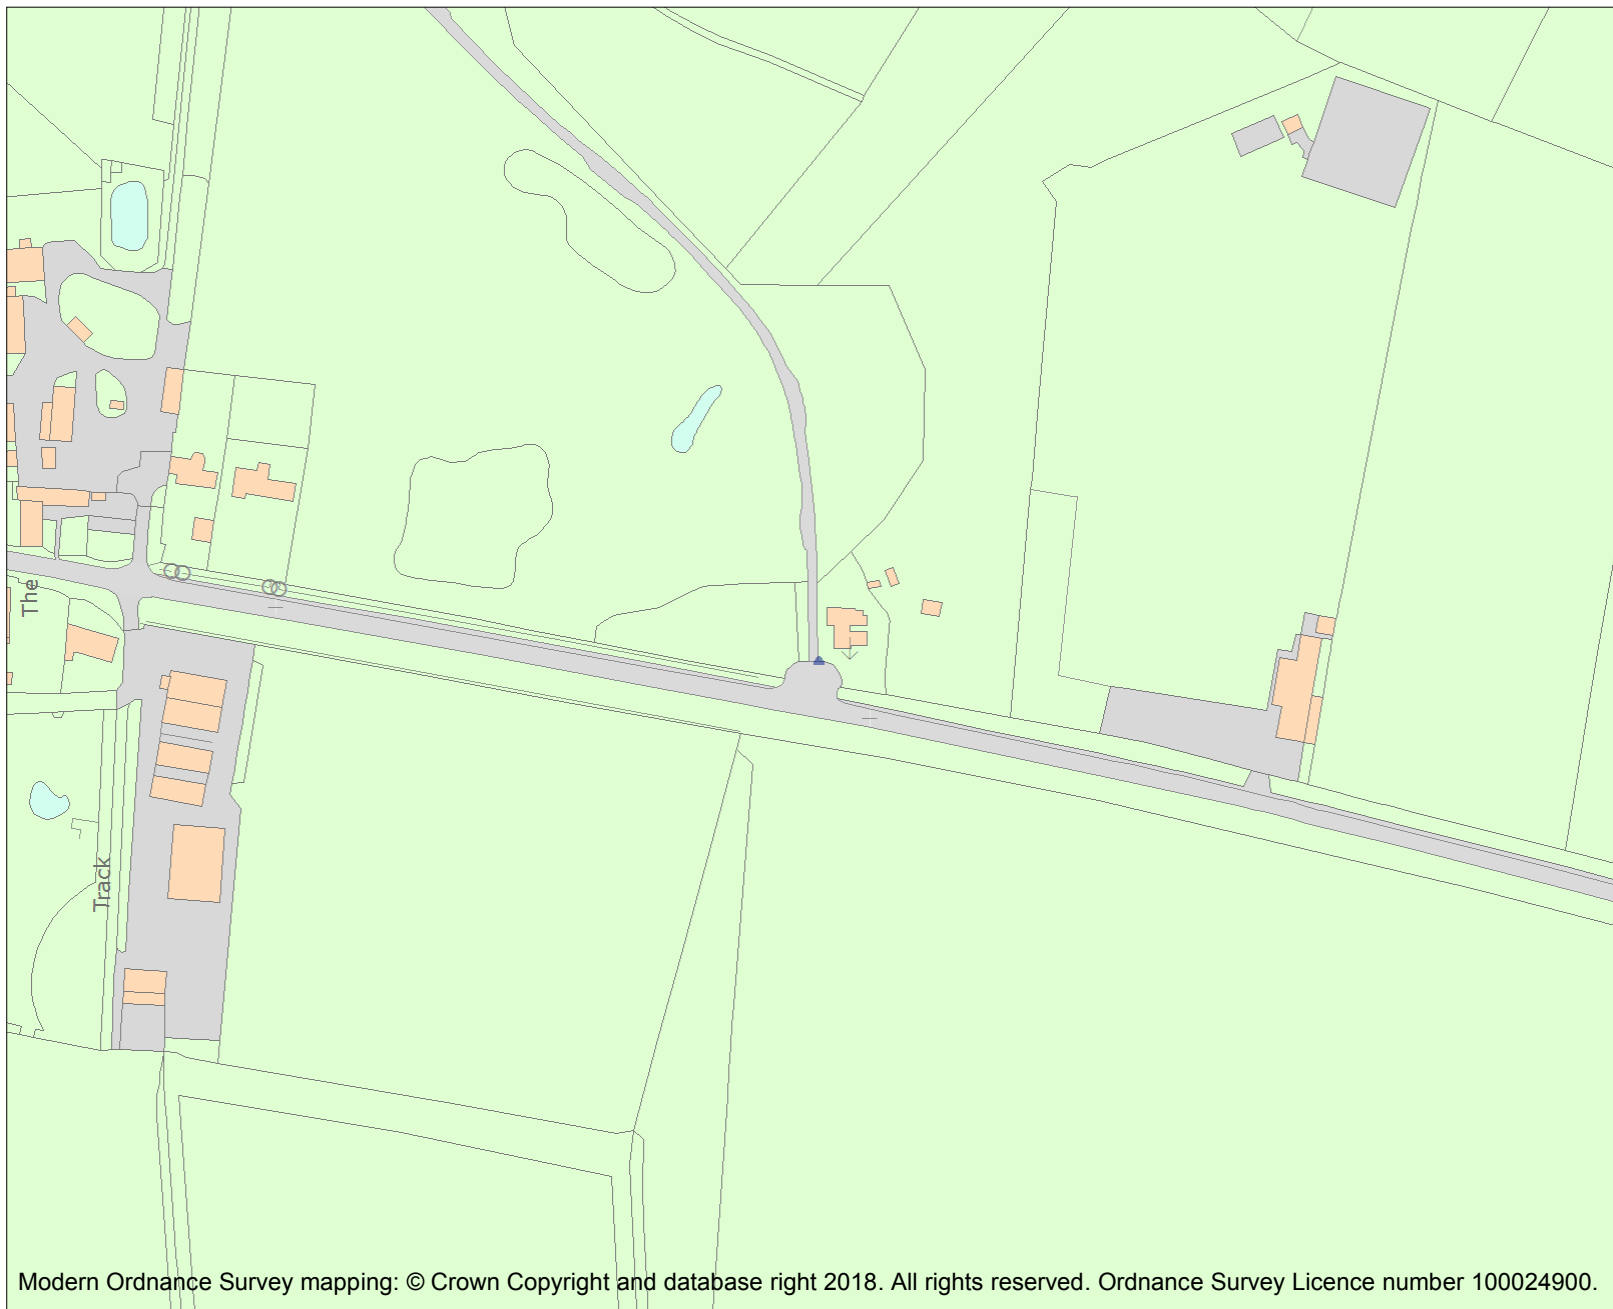 The
Track
Modern Ordnance Survey mapping: © Crown Copyright and database right 2018. All rights reserved. Ordnance Survey Licence number 100024900.